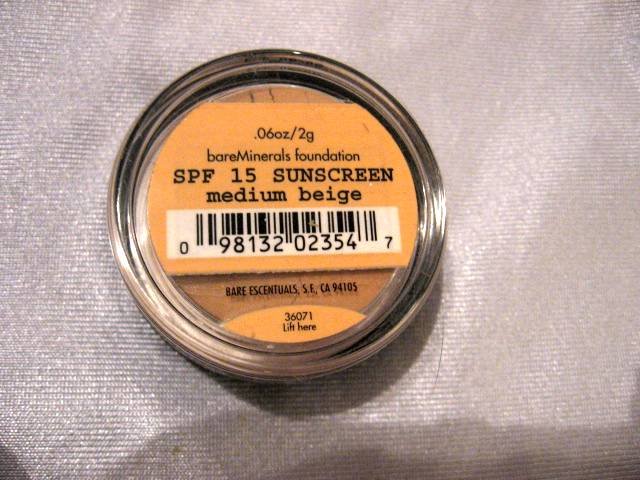 .06oz/2g
bareMinerals foundation
SPF 15 SUNSCREEN
medium beige
0 98132 02354 7
BARE ESCENTUALS, S.F., CA 94105
36071
Lift here